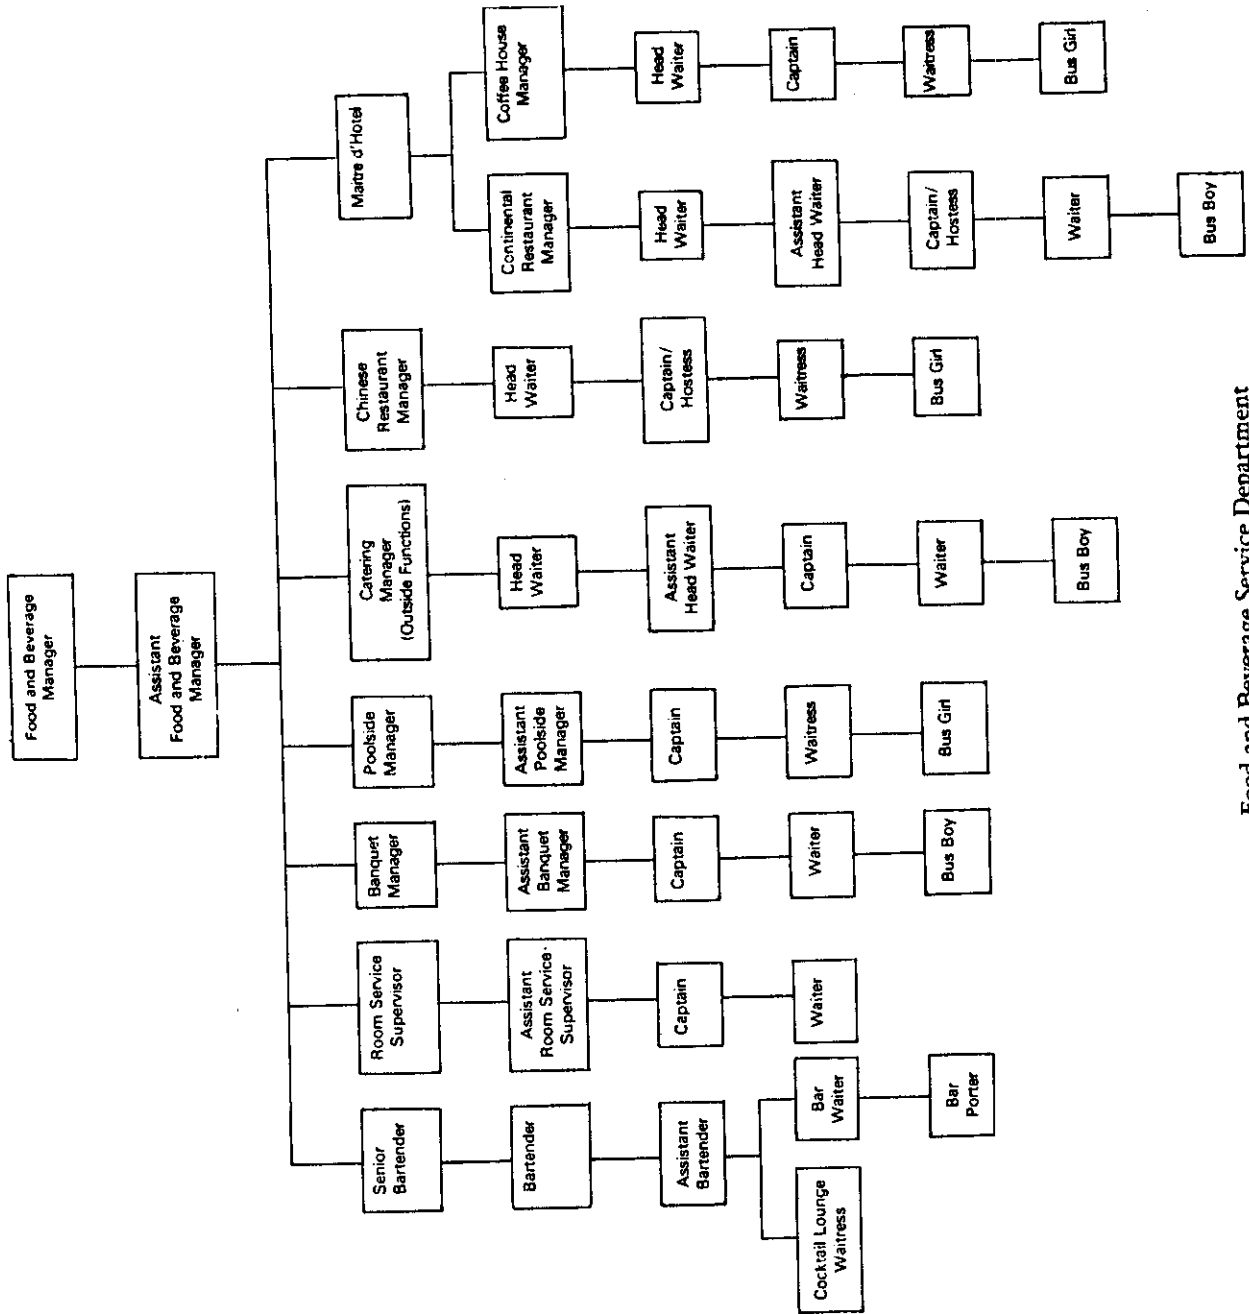 Food and Beverage
Manager
Assistant
Food and Beverage
Manager
Senior
Bartender
Bartender
Assistant
Bartender
Cocktail Lounge
Waitress
Bar
Waiter
Bar
Porter
Room Service
Supervisor
Assistant
Room Service
Supervisor
Captain
Waiter
Banquet
Manager
Assistant
Banquet
Manager
Captain
Waiter
Bus Boy
Poolside
Manager
Assistant
Poolside
Manager
Captain
Waitress
Bus Girl
Catering
Manager
(Outside Functions)
Head
Waiter
Assistant
Head Waiter
Captain
Waiter
Bus Boy
Chinese
Restaurant
Manager
Head
Waiter
Captain/
Hostess
Waitress
Bus Girl
Maitre d'Hotel
Continental
Restaurant
Manager
Head
Waiter
Assistant
Head Waiter
Captain/
Hostess
Waiter
Bus Boy
Coffee House
Manager
Head
Waiter
Captain
Waitress
Bus Girl
Food and Beverage Service Department